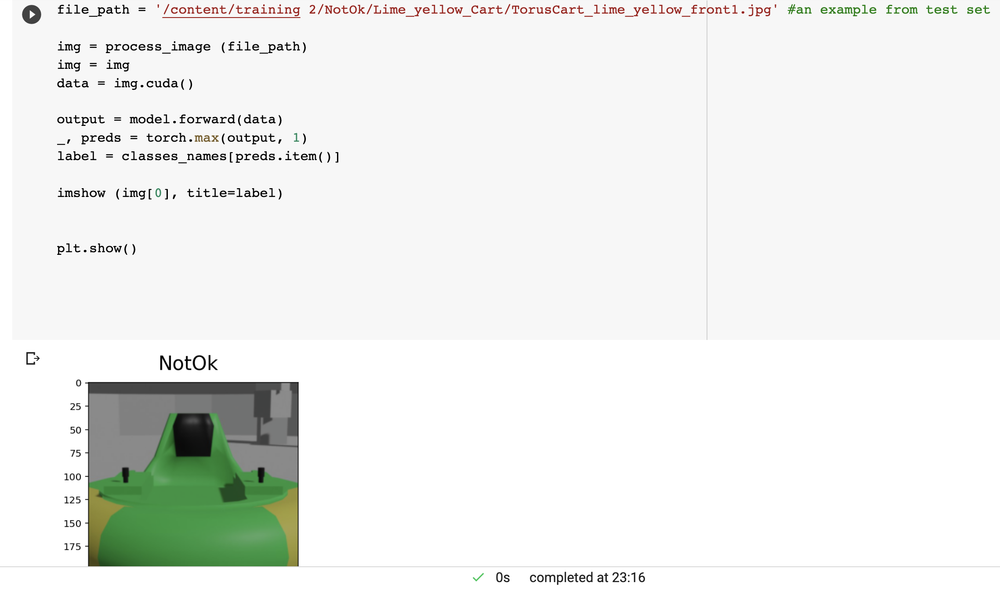 file_path = '/content/training 2/NotOk/Lime_yellow_Cart/TorusCart_lime_yellow_front1.jpg' #an example from test set
img = process_image (file_path)
img = img
data = img.cuda()
output = model.forward(data)
_, preds = torch.max(output, 1)
label = classes_names[preds.item()]
imshow (img[0], title=label)
plt.show()
NotOk
0
25
50
75
100
125
150
175
0s completed at 23:16